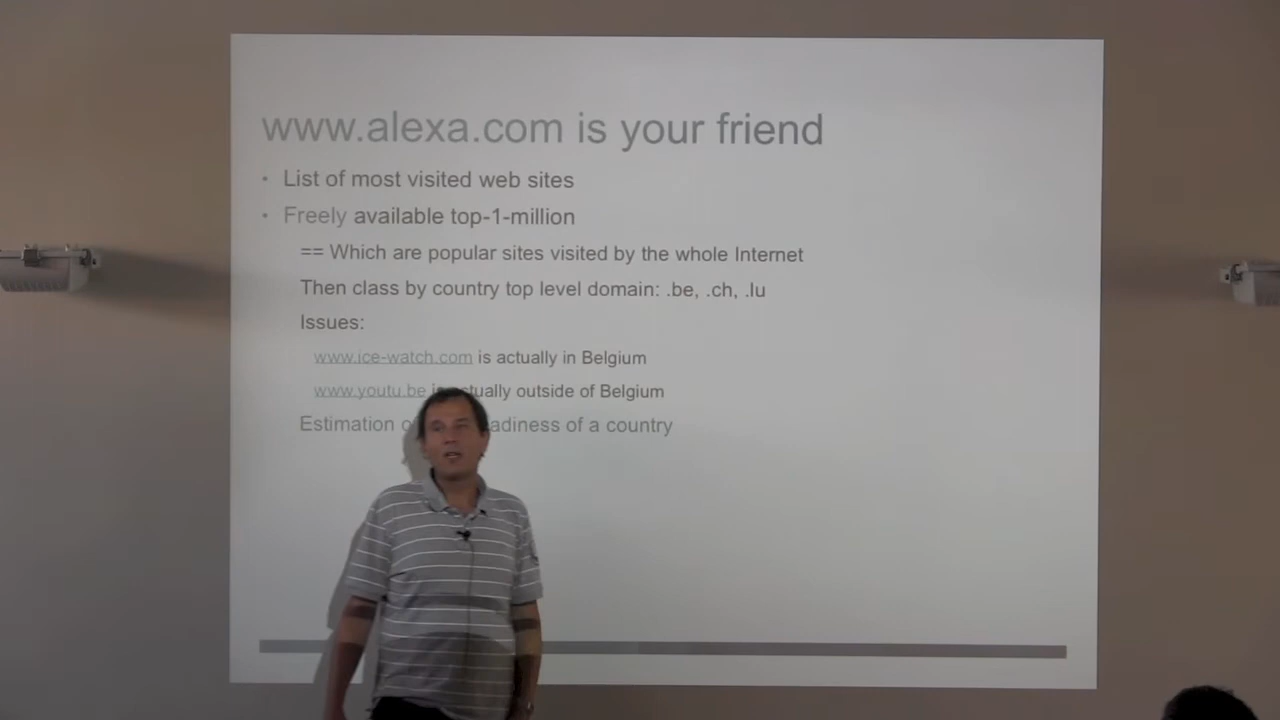 www.alexa.com is your friend
• List of most visited web sites
• Freely available top-1-million
== Which are popular sites visited by the whole Internet
Then class by country top level domain: .be, .ch, .lu
Issues:
www.ice-watch.com is actually in Belgium
www.youtu.be outside of Belgium
Estimation of a country